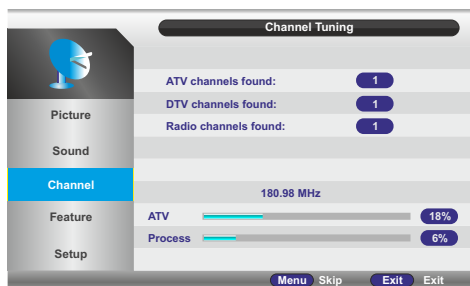 Channel Tuning
ATV channels found: 1
DTV channels found: 1
Radio channels found: 1
Picture
Sound
Channel
Feature
Setup
180.98 MHz
ATV 18%
Process 6%
Menu Skip Exit Exit